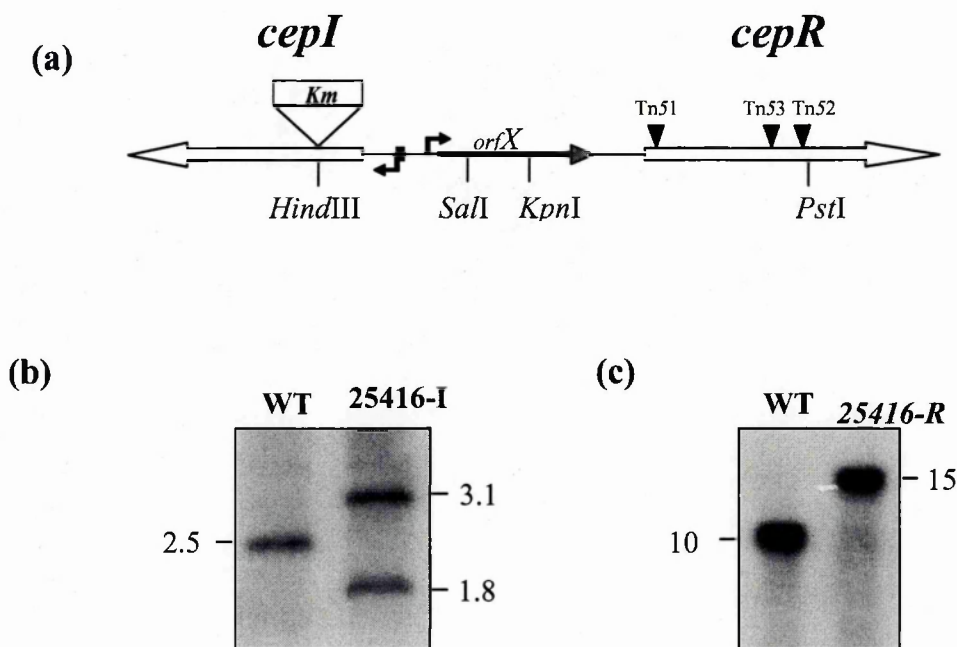 (a)
cepI
cepR
Km
Tn51 Tn53 Tn52
orfX
HindIII SalI KpnI PstI
(b)
WT 25416-I
2.5
3.1
1.8
(c)
WT 25416-R
10
15